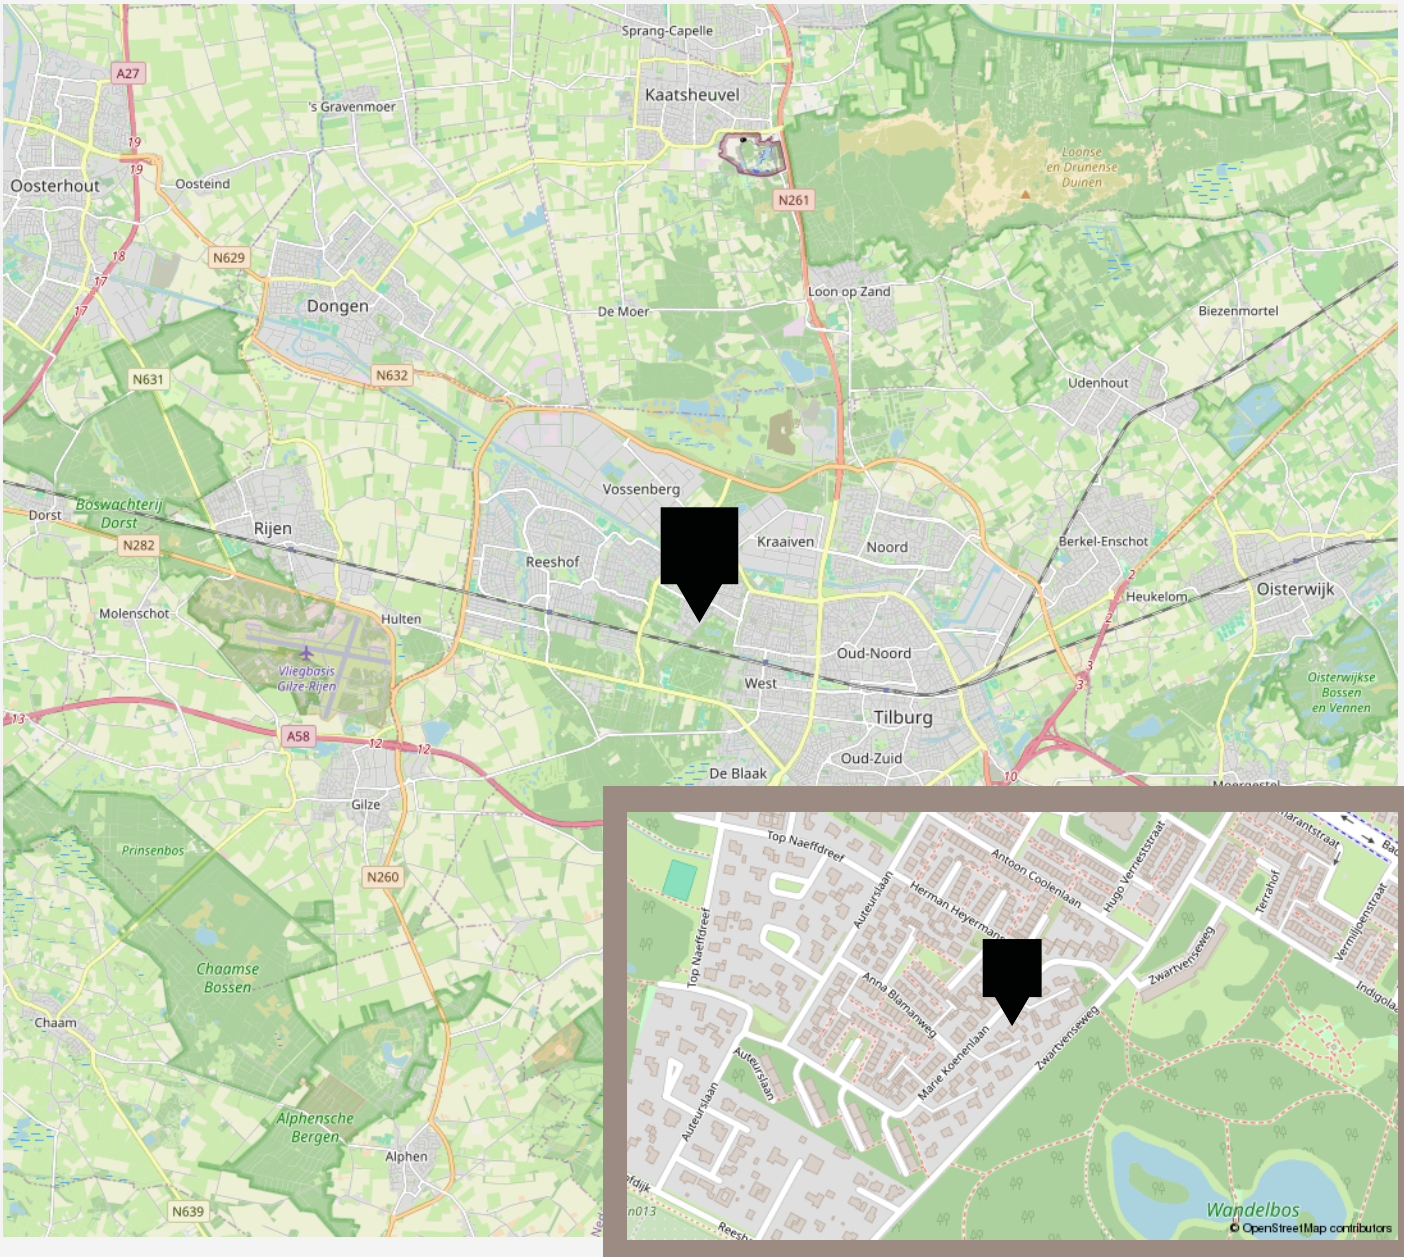 Sprang-Capelle
A27
Kaatsheuvel
's Gravenmoer
19
19
Loonse
en Drunense
Duinen
Oosterhout
Oosteind
N261
18
N629
17
17
Dongen
De Moer
Loon op Zand
Biezenmortel
N631
N632
Udenhout
Vossenberg
Boswachterij
Dorst
Dorst
Rijen
N282
Reeshof
Kraaiven
Noord
Berkel-Enschot
2
Heukelom
Oisterwijk
2
Molenschot
Hulten
Vliegbasis
Gilze-Rijen
Oud-Noord
3
3
West
Oisterwijkse
Bossen
en Vennen
13
Tilburg
A58
12
12
Oud-Zuid
De Blaak
10
Moergestel
Gilze
Prinsenbos
N260
Chaamse
Bossen
Chaam
Alphensche
Bergen
Alphen
N639
Top Naeffdreef
Antoon Coolenlaan
Hugo Verrieststraat
Auteurslaan
Herman Heyermans
Terrahof
Vermiljoenstraat
Top Naeffdreef
Zwartvenseweg
Anna Blamanweg
Marie Koenenlaan
Zwartvenseweg
Auteurslaan
Auteurslaan
Wandelbos
© OpenStreetMap contributors